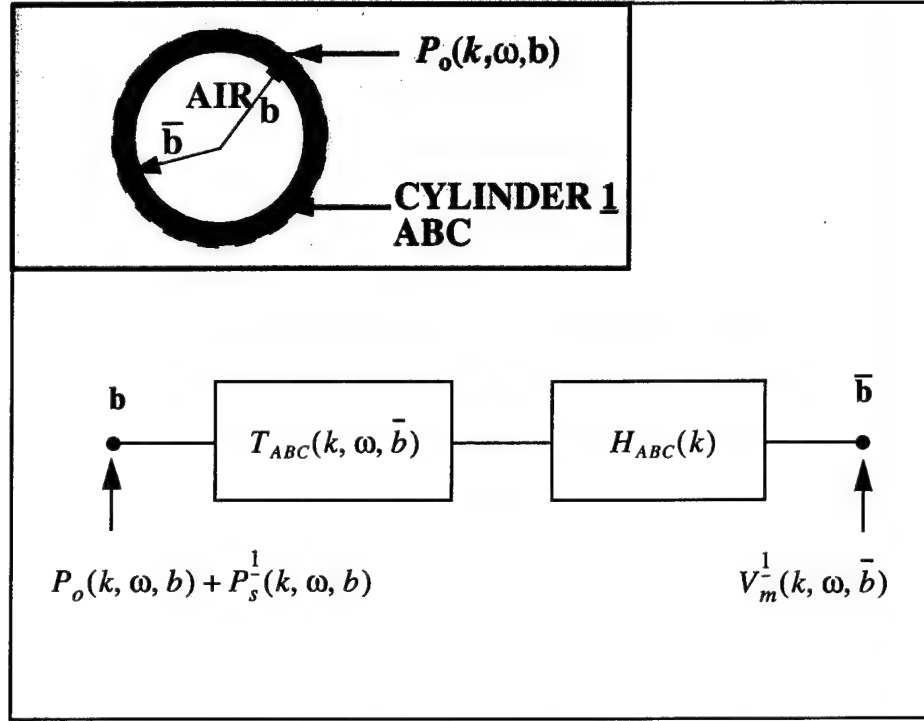 P_o(k,ω,b)
AIR
b
b̅
CYLINDER 1
ABC
b b̅
T_ABC(k, ω, b̅) H_ABC(k)
P_o(k, ω, b) + P_s^1(k, ω, b) V_m^1(k, ω, b̅)